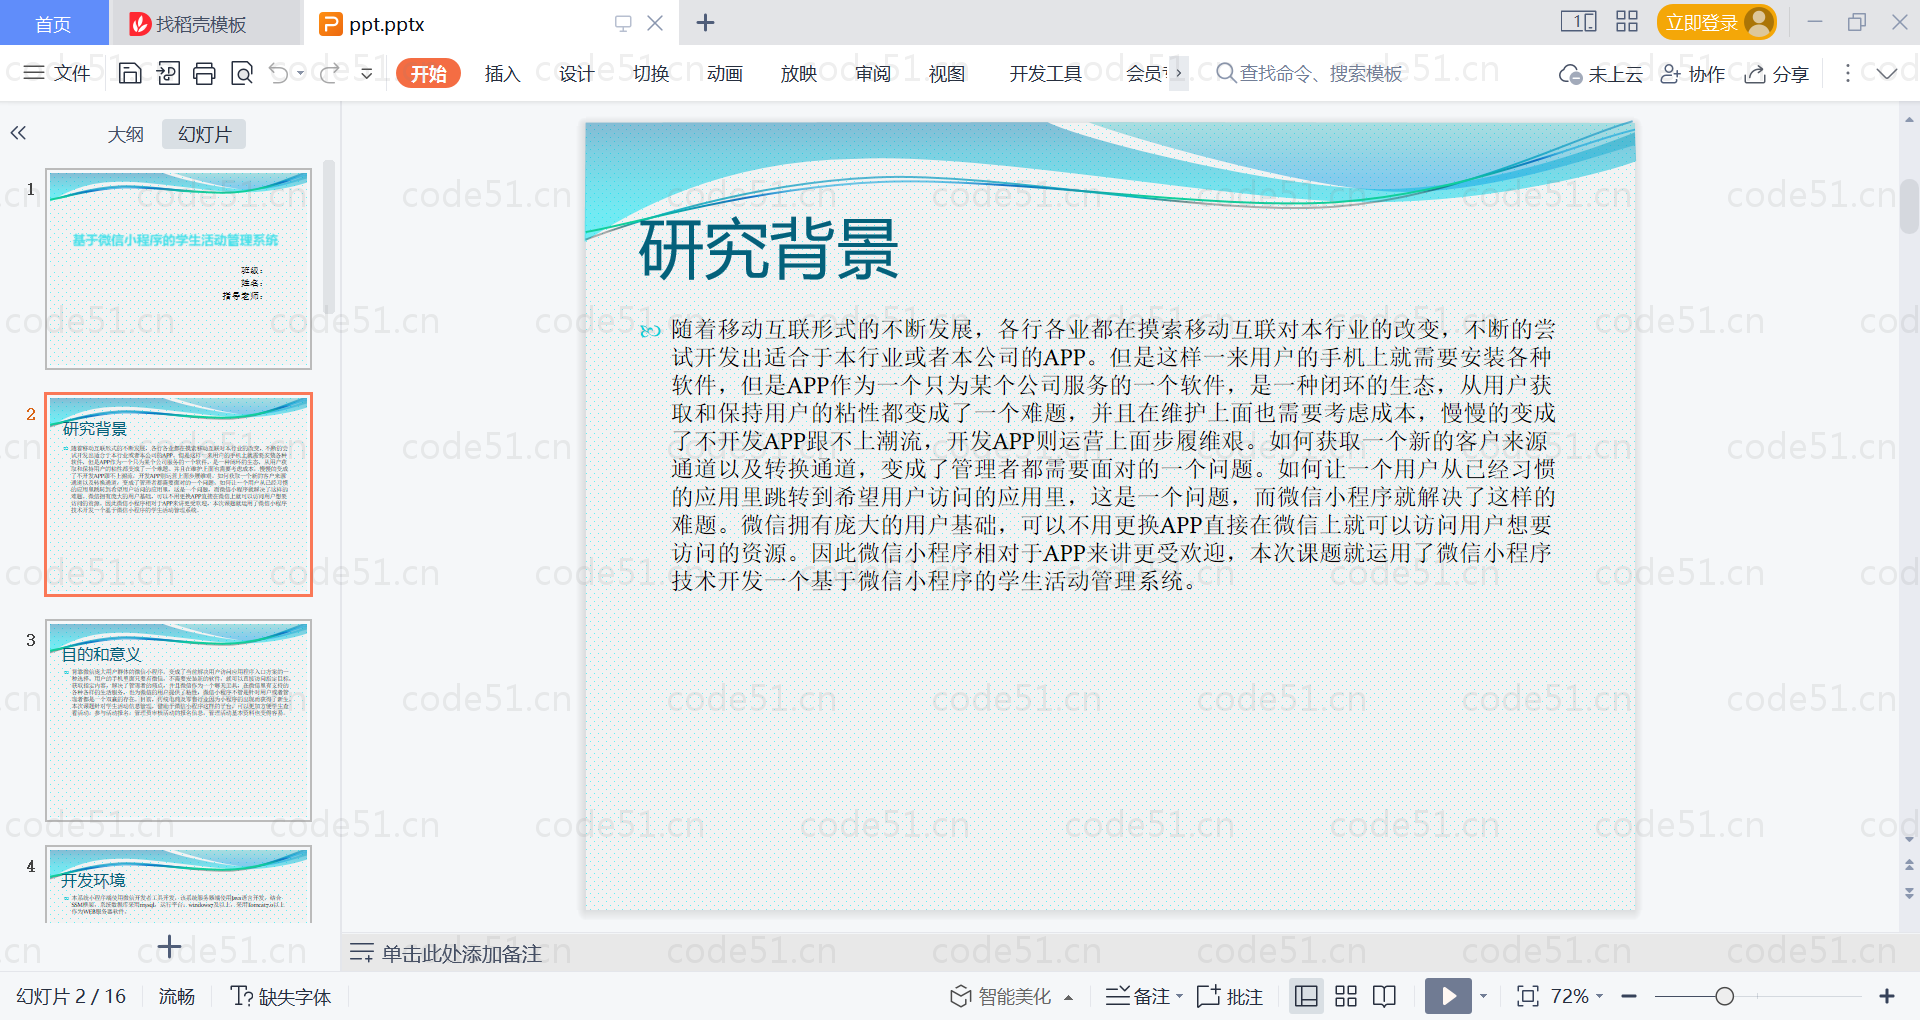 首页
找稻壳模板
ppt.pptx
立即登录
文件
开始
插入
设计
切换
动画
放映
审阅
视图
开发工具
会员
查找命令、搜索模板
未上云
协作
分享
大纲
幻灯片
1
基于微信小程序的学生活动管理系统
班级：
姓名：
指导老师：
2
研究背景
3
目的和意义
4
开发环境
研究背景
随着移动互联形式的不断发展，各行各业都在摸索移动互联对本行业的改变，不断的尝
试开发出适合于本行业或者本公司的APP。但是这样一来用户的手机上就需要安装各种
软件，但是APP作为一个只为某个公司服务的一个软件，是一种闭环的生态，从用户获
取和保持用户的粘性都变成了一个难题，并且在维护上面也需要考虑成本，慢慢的变成
了不开发APP跟不上潮流，开发APP则运营上面步履维艰。如何获取一个新的客户来源
通道以及转换通道，变成了管理者都需要面对的一个问题。如何让一个用户从已经习惯
的应用里跳转到希望用户访问的应用里，这是一个问题，而微信小程序就解决了这样的
难题。微信拥有庞大的用户基础，可以不用更换APP直接在微信上就可以访问用户想要
访问的资源。因此微信小程序相对于APP来讲更受欢迎，本次课题就运用了微信小程序
技术开发一个基于微信小程序的学生活动管理系统。
单击此处添加备注
幻灯片 2 / 16
流畅
缺失字体
智能美化
备注
批注
72%
code51.cn